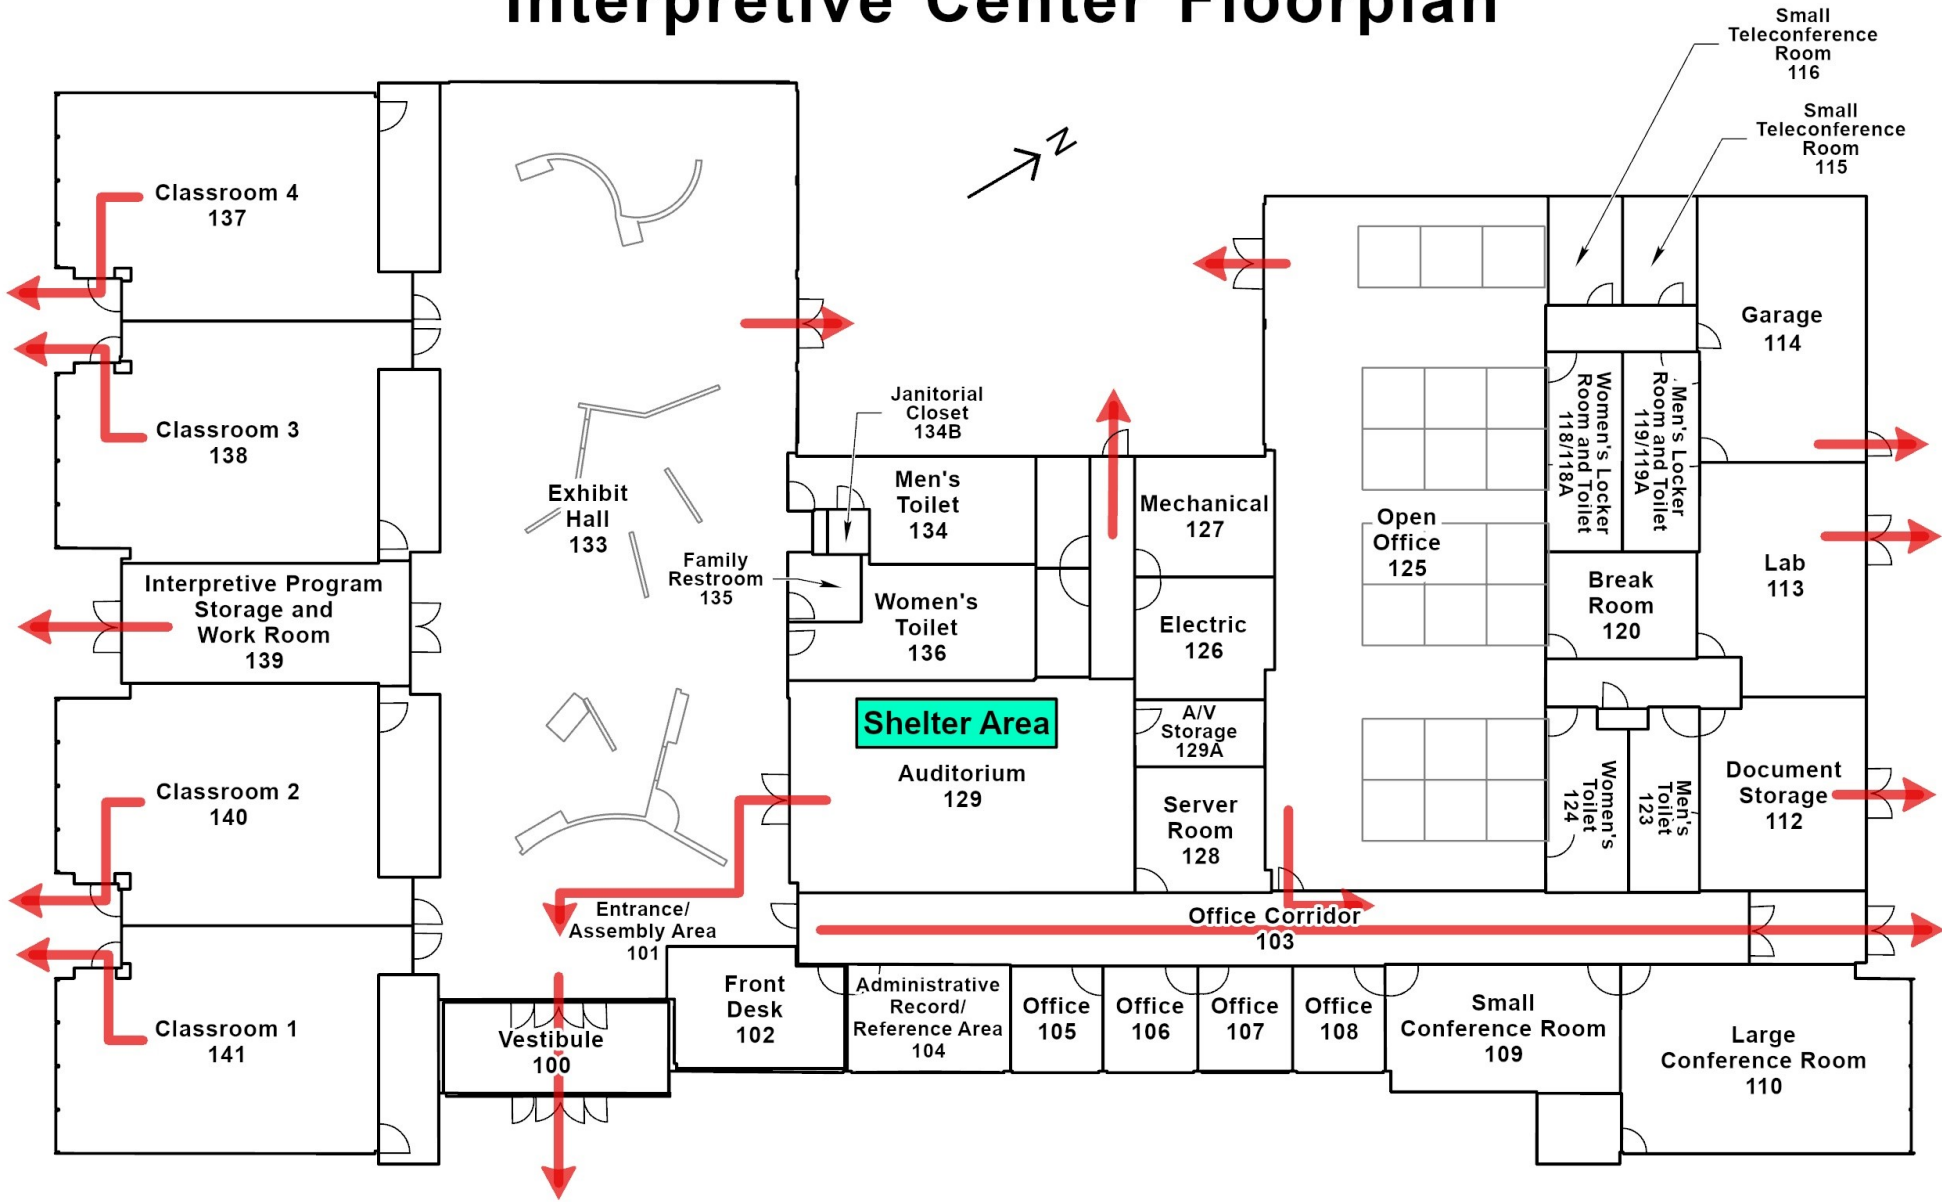 Interpretive Center Floorplan
Small
Teleconference
Room
116
Small
Teleconference
Room
115
N
Classroom 4
137
Classroom 3
138
Interpretive Program
Storage and
Work Room
139
Classroom 2
140
Classroom 1
141
Exhibit
Hall
133
Janitorial
Closet
134B
Men's
Toilet
134
Family
Restroom
135
Women's
Toilet
136
Mechanical
127
Electric
126
A/V
Storage
129A
Server
Room
128
Shelter Area
Auditorium
129
Open
Office
125
Garage
114
Women's Locker
Room and Toilet
118/118A
Men's Locker
Room and Toilet
119/119A
Break
Room
120
Lab
113
Women's
Toilet
124
Men's
Toilet
123
Document
Storage
112
Entrance/
Assembly Area
101
Office Corridor
103
Vestibule
100
Front
Desk
102
Administrative
Record/
Reference Area
104
Office
105
Office
106
Office
107
Office
108
Small
Conference Room
109
Large
Conference Room
110